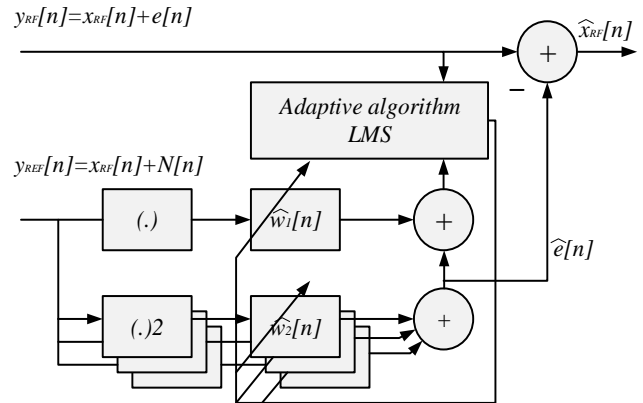 y_RF[n]=x_RF[n]+e[n]
x̂_RF[n]
+
−
Adaptive algorithm
LMS
y_REF[n]=x_RF[n]+N[n]
(.)
ŵ_1[n]
+
ê[n]
(.)2
ŵ_2[n]
+